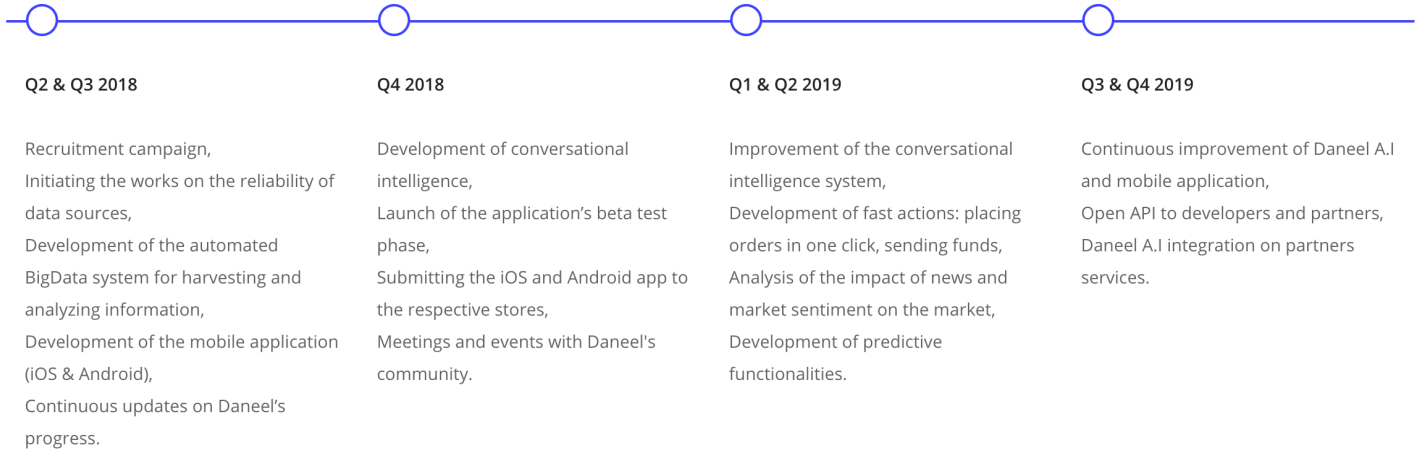 Q2 & Q3 2018
Recruitment campaign,
Initiating the works on the reliability of
data sources,
Development of the automated
BigData system for harvesting and
analyzing information,
Development of the mobile application
(iOS & Android),
Continuous updates on Daneel’s
progress.
Q4 2018
Development of conversational
intelligence,
Launch of the application’s beta test
phase,
Submitting the iOS and Android app to
the respective stores,
Meetings and events with Daneel's
community.
Q1 & Q2 2019
Improvement of the conversational
intelligence system,
Development of fast actions: placing
orders in one click, sending funds,
Analysis of the impact of news and
market sentiment on the market,
Development of predictive
functionalities.
Q3 & Q4 2019
Continuous improvement of Daneel A.I
and mobile application,
Open API to developers and partners,
Daneel A.I integration on partners
services.